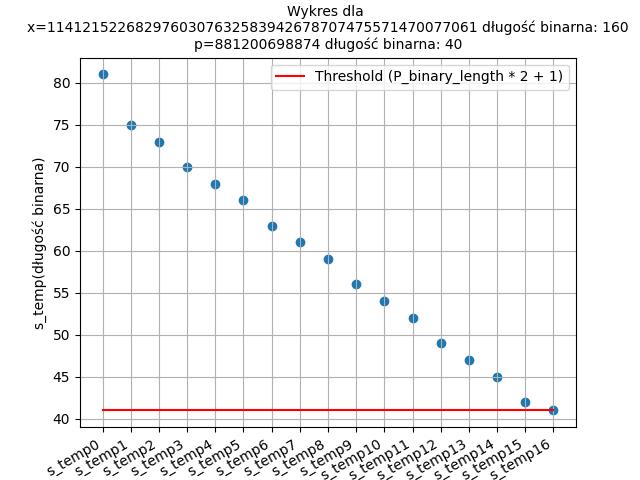 Wykres dla
x=1141215226829760307632583942678707475571470077061 długość binarna: 160
p=881200698874 długość binarna: 40
Threshold (P_binary_length * 2 + 1)
s_temp(długość binarna)
80
75
70
65
60
55
50
45
40
s_temp0
s_temp1
s_temp2
s_temp3
s_temp4
s_temp5
s_temp6
s_temp7
s_temp8
s_temp9
s_temp10
s_temp11
s_temp12
s_temp13
s_temp14
s_temp15
s_temp16